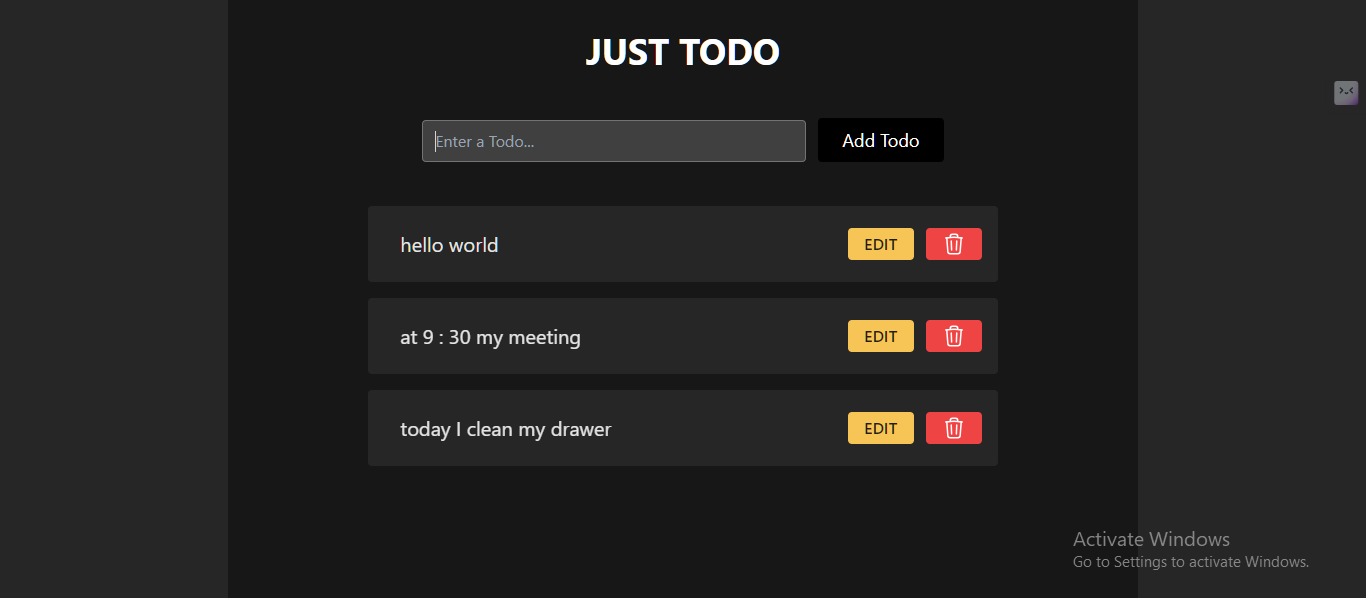 JUST TODO
Enter a Todo...
Add Todo
hello world
EDIT
at 9 : 30 my meeting
EDIT
today I clean my drawer
EDIT
Activate Windows
Go to Settings to activate Windows.